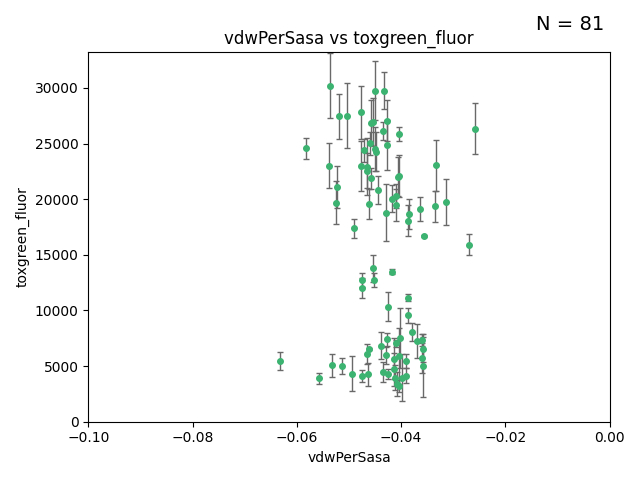 N = 81
vdwPerSasa vs toxgreen_fluor
30000
25000
20000
15000
10000
5000
0
toxgreen_fluor
−0.10 −0.08 −0.06 −0.04 −0.02 0.00
vdwPerSasa